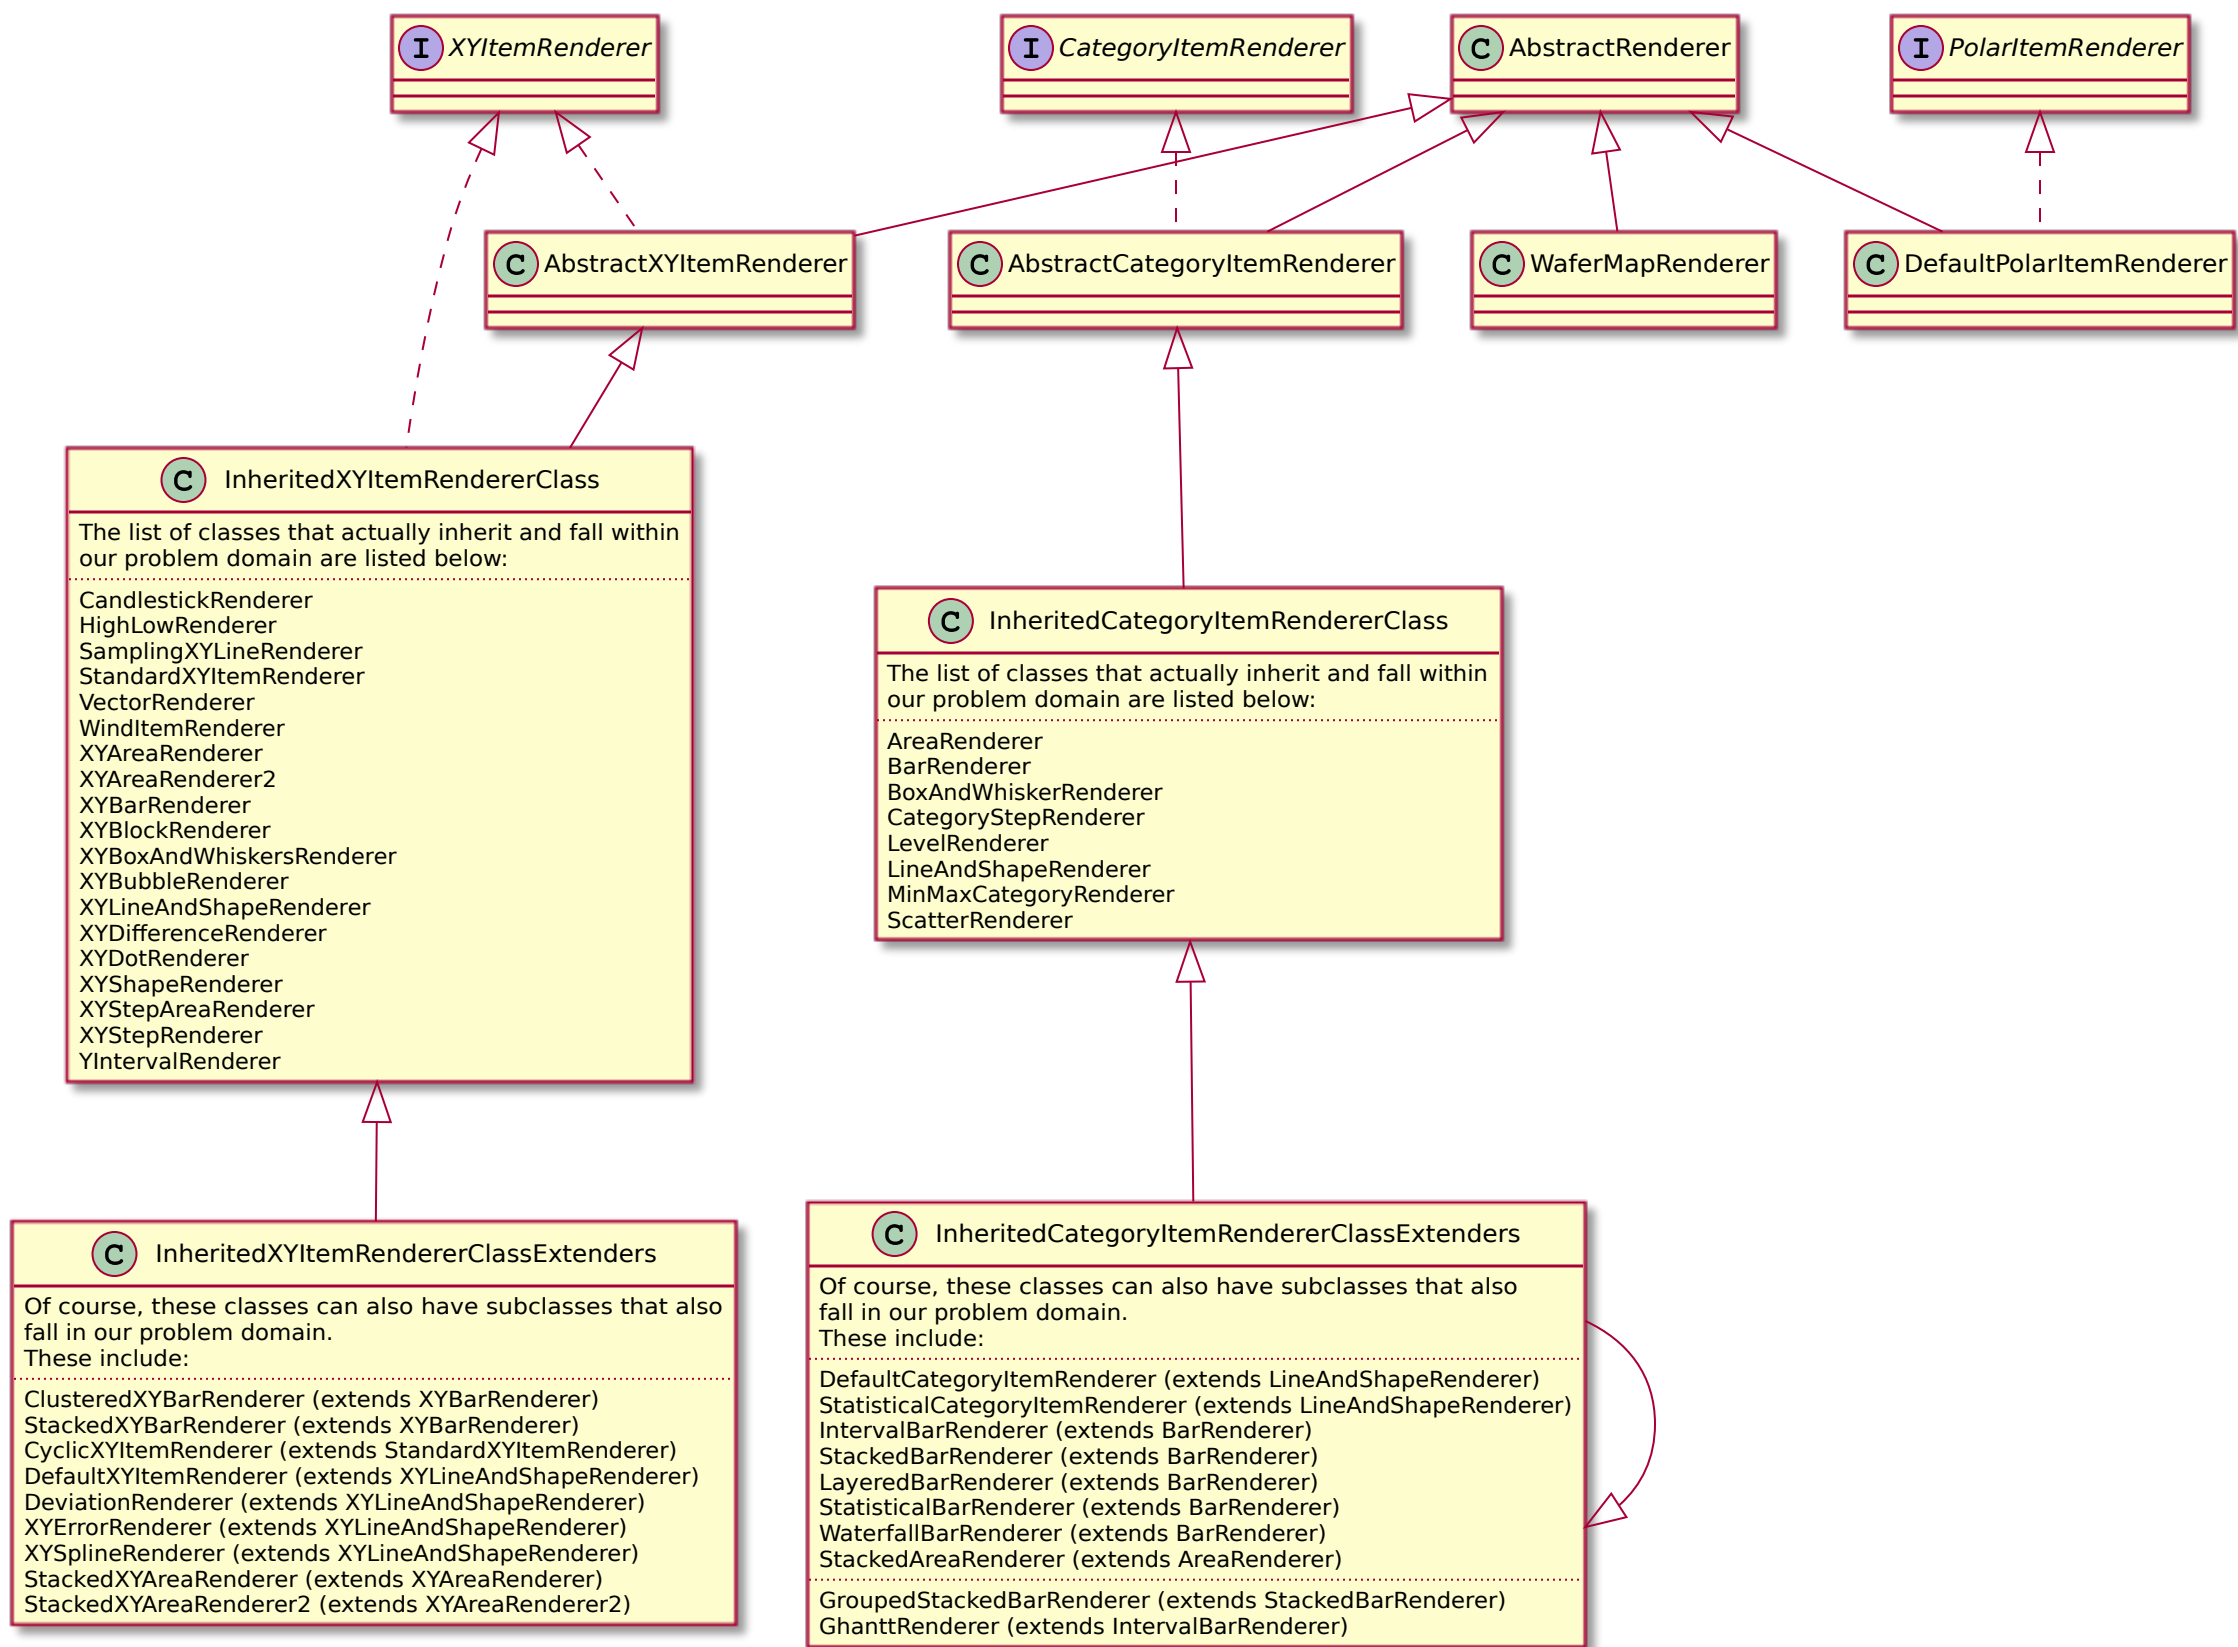 I XYItemRenderer
I CategoryItemRenderer
C AbstractRenderer
I PolarItemRenderer
C AbstractXYItemRenderer
C AbstractCategoryItemRenderer
C WaferMapRenderer
C DefaultPolarItemRenderer
C InheritedXYItemRendererClass
The list of classes that actually inherit and fall within
our problem domain are listed below:
CandlestickRenderer
HighLowRenderer
SamplingXYLineRenderer
StandardXYItemRenderer
VectorRenderer
WindItemRenderer
XYAreaRenderer
XYAreaRenderer2
XYBarRenderer
XYBlockRenderer
XYBoxAndWhiskersRenderer
XYBubbleRenderer
XYLineAndShapeRenderer
XYDifferenceRenderer
XYDotRenderer
XYShapeRenderer
XYStepAreaRenderer
XYStepRenderer
YIntervalRenderer
C InheritedCategoryItemRendererClass
The list of classes that actually inherit and fall within
our problem domain are listed below:
AreaRenderer
BarRenderer
BoxAndWhiskerRenderer
CategoryStepRenderer
LevelRenderer
LineAndShapeRenderer
MinMaxCategoryRenderer
ScatterRenderer
C InheritedXYItemRendererClassExtenders
Of course, these classes can also have subclasses that also
fall in our problem domain.
These include:
ClusteredXYBarRenderer (extends XYBarRenderer)
StackedXYBarRenderer (extends XYBarRenderer)
CyclicXYItemRenderer (extends StandardXYItemRenderer)
DefaultXYItemRenderer (extends XYLineAndShapeRenderer)
DeviationRenderer (extends XYLineAndShapeRenderer)
XYErrorRenderer (extends XYLineAndShapeRenderer)
XYSplineRenderer (extends XYLineAndShapeRenderer)
StackedXYAreaRenderer (extends XYAreaRenderer)
StackedXYAreaRenderer2 (extends XYAreaRenderer2)
C InheritedCategoryItemRendererClassExtenders
Of course, these classes can also have subclasses that also
fall in our problem domain.
These include:
DefaultCategoryItemRenderer (extends LineAndShapeRenderer)
StatisticalCategoryItemRenderer (extends LineAndShapeRenderer)
IntervalBarRenderer (extends BarRenderer)
StackedBarRenderer (extends BarRenderer)
LayeredBarRenderer (extends BarRenderer)
StatisticalBarRenderer (extends BarRenderer)
WaterfallBarRenderer (extends BarRenderer)
StackedAreaRenderer (extends AreaRenderer)
GroupedStackedBarRenderer (extends StackedBarRenderer)
GhanttRenderer (extends IntervalBarRenderer)